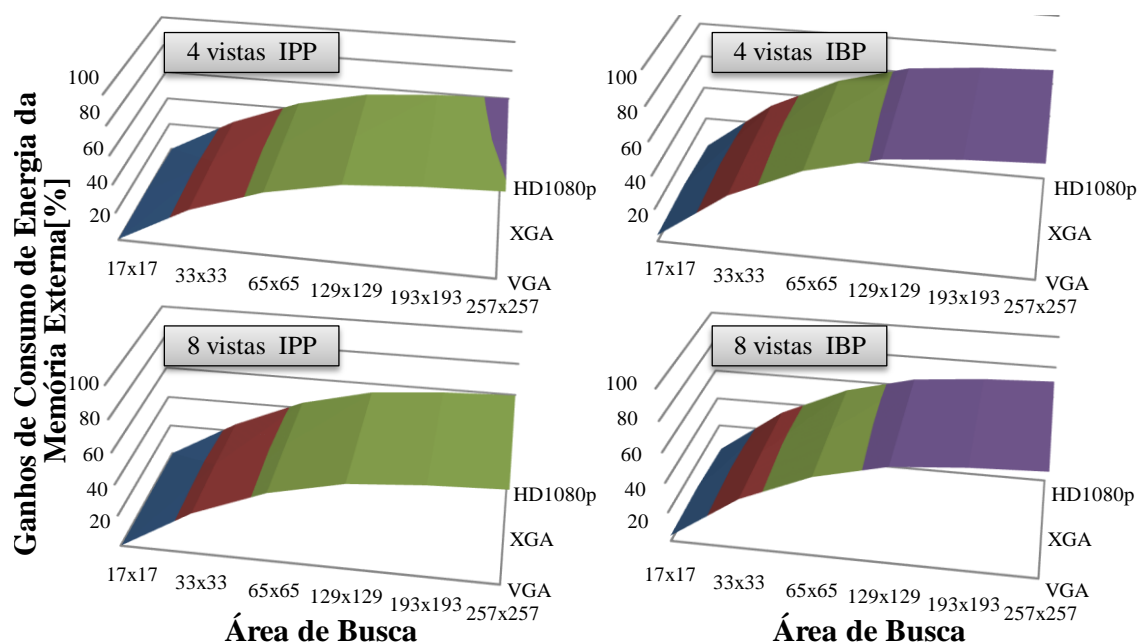 Ganhos de Consumo de Energia da
Memória Externa[%]
4 vistas IPP
100
80
60
40
20
17x17
33x33
65x65
129x129
193x193
257x257
HD1080p
XGA
VGA
4 vistas IBP
100
80
60
40
20
17x17
33x33
65x65
129x129
193x193
257x257
HD1080p
XGA
VGA
8 vistas IPP
100
80
60
40
20
17x17
33x33
65x65
129x129
193x193
257x257
HD1080p
XGA
VGA
Área de Busca
8 vistas IBP
100
80
60
40
20
17x17
33x33
65x65
129x129
193x193
257x257
HD1080p
XGA
VGA
Área de Busca